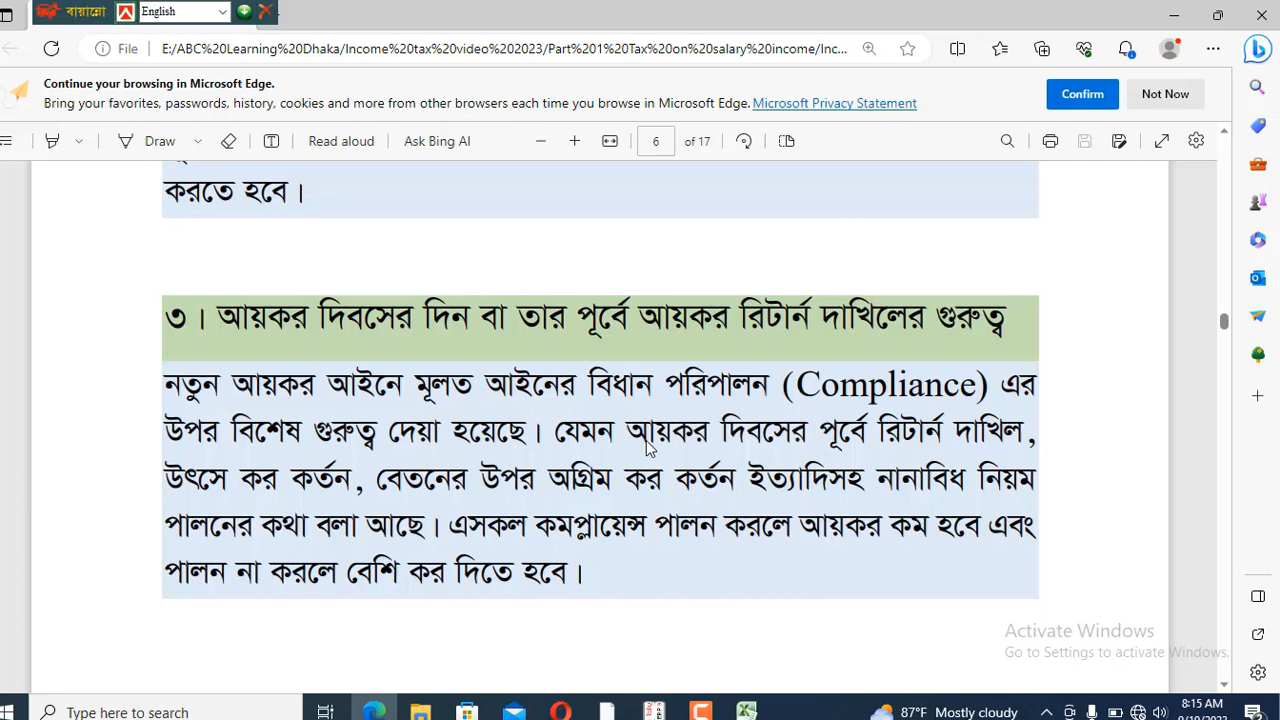 বায়ান্নো English
File E:/ABC%20Learning%20Dhaka/Income%20tax%20video%202023/Part%201%20Tax%20on%20salary%20income/Inc...
Continue your browsing in Microsoft Edge.
Bring your favorites, passwords, history, cookies and more from other browsers each time you browse in Microsoft Edge. Microsoft Privacy Statement
Confirm Not Now
Draw Read aloud Ask Bing AI 6 of 17
করতে হবে।
৩। আয়কর দিবসের দিন বা তার পূর্বে আয়কর রিটার্ন দাখিলের গুরুত্ব
নতুন আয়কর আইনে মূলত আইনের বিধান পরিপালন (Compliance) এর
উপর বিশেষ গুরুত্ব দেয়া হয়েছে। যেমন আয়কর দিবসের পূর্বে রিটার্ন দাখিল,
উৎসে কর কর্তন, বেতনের উপর অগ্রিম কর কর্তন ইত্যাদিসহ নানাবিধ নিয়ম
পালনের কথা বলা আছে। এসকল কমপ্লায়েন্স পালন করলে আয়কর কম হবে এবং
পালন না করলে বেশি কর দিতে হবে।
Activate Windows
Go to Settings to activate Windows.
Type here to search
87°F Mostly cloudy
8:15 AM